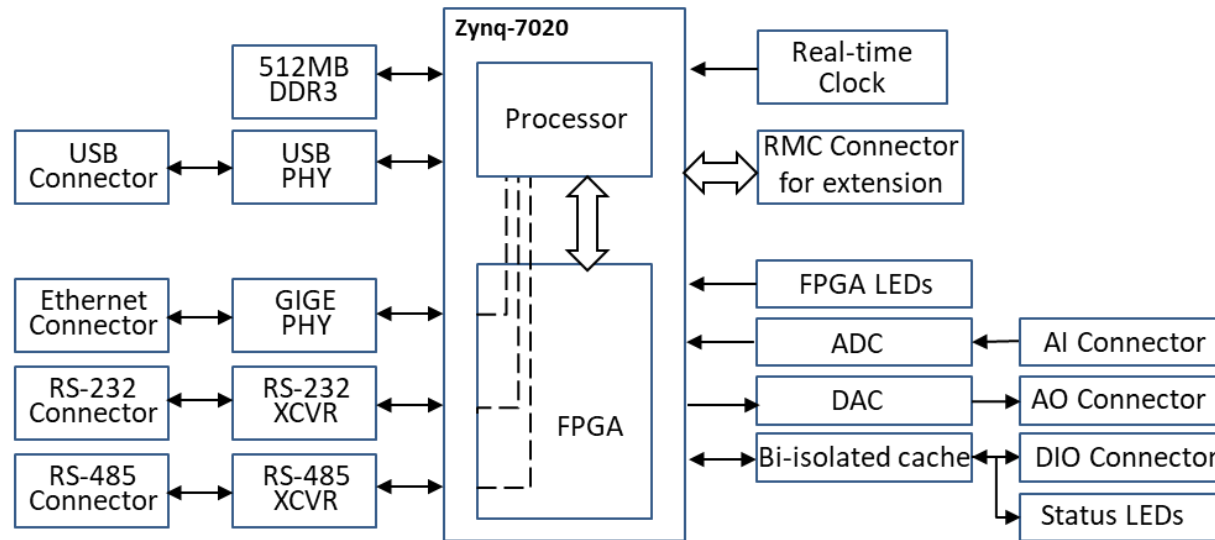 Zynq-7020
512MB
DDR3
USB
Connector
USB
PHY
Ethernet
Connector
GIGE
PHY
RS-232
Connector
RS-232
XCVR
RS-485
Connector
RS-485
XCVR
Processor
FPGA
Real-time
Clock
RMC Connector
for extension
FPGA LEDs
ADC
AI Connector
DAC
AO Connector
Bi-isolated cache
DIO Connector
Status LEDs